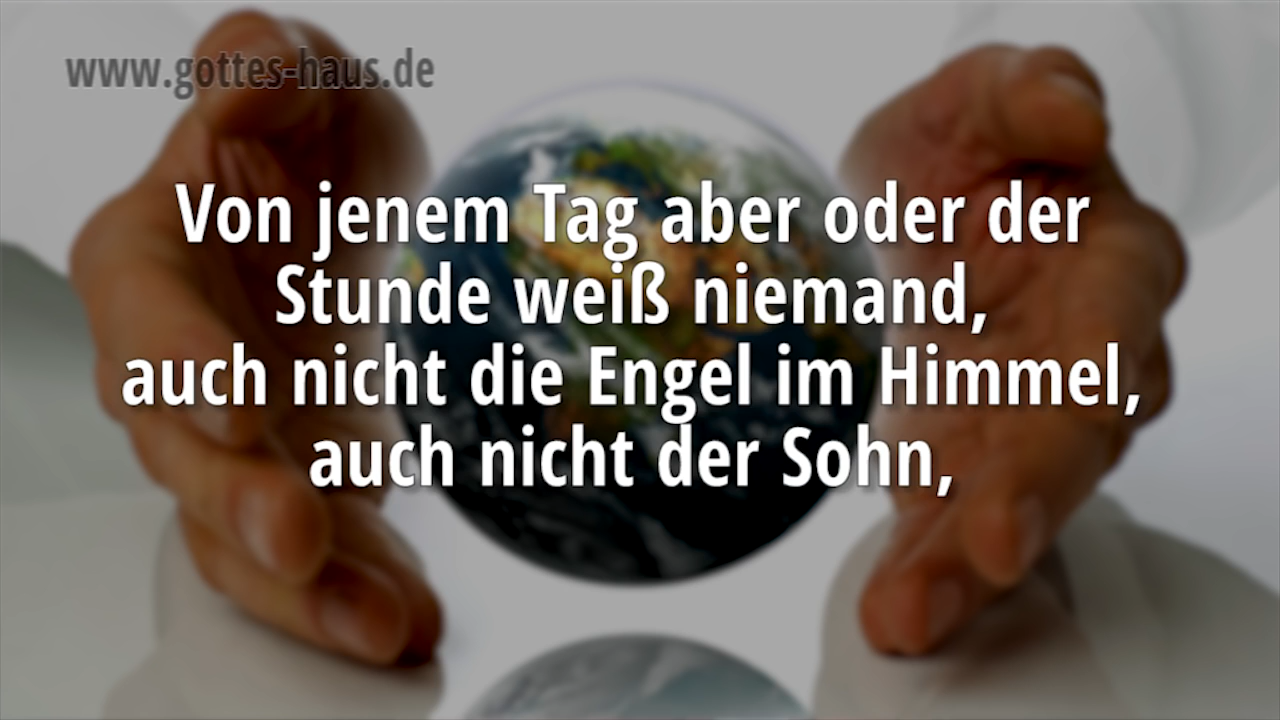 www.gottes-haus.de
Von jenem Tag aber oder der
Stunde weiß niemand,
auch nicht die Engel im Himmel,
auch nicht der Sohn,